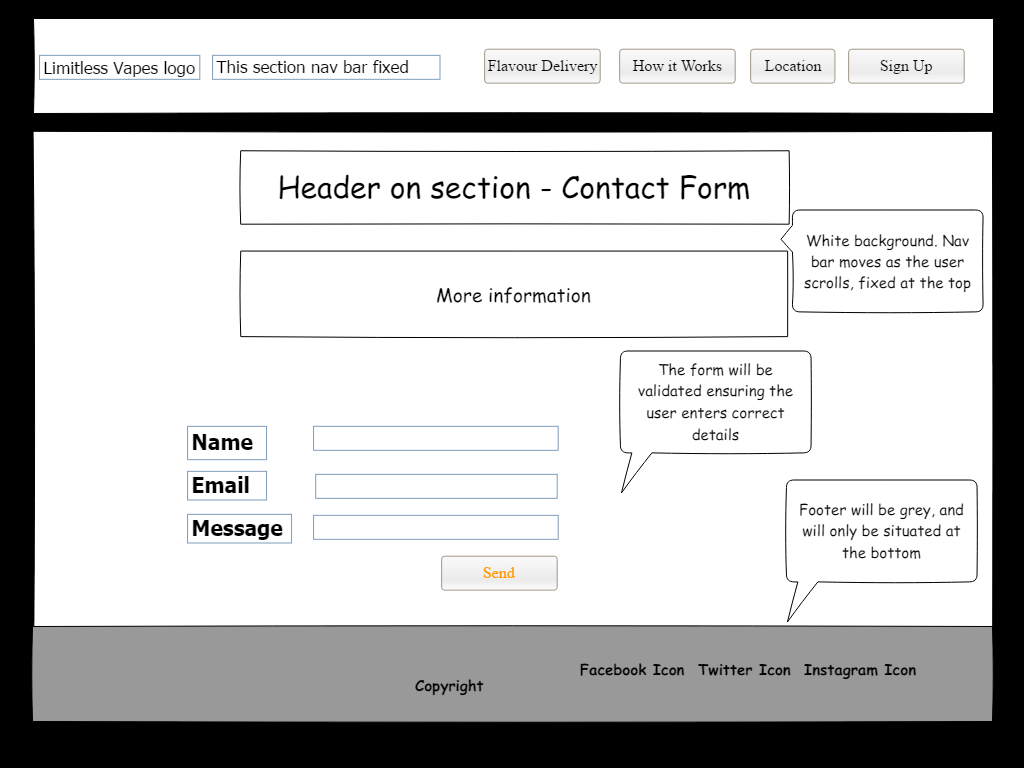 Limitless Vapes logo
This section nav bar fixed
Flavour Delivery
How it Works
Location
Sign Up
Header on section - Contact Form
White background. Nav
bar moves as the user
scrolls, fixed at the top
More information
The form will be
validated ensuring the
user enters correct
details
Name
Email
Message
Send
Footer will be grey, and
will only be situated at
the bottom
Facebook Icon
Twitter Icon
Instagram Icon
Copyright